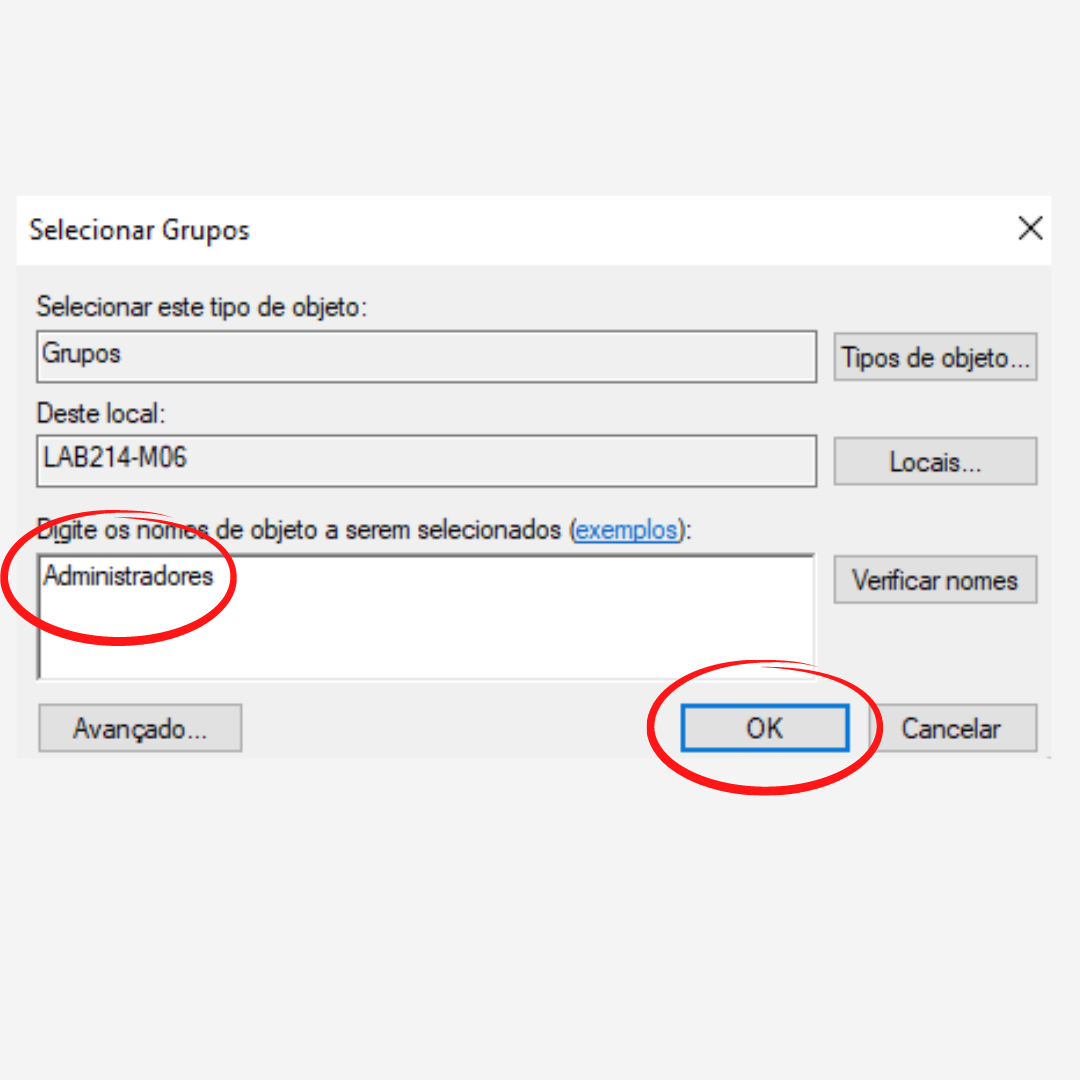 Selecionar Grupos
Selecionar este tipo de objeto:
Grupos
Tipos de objeto...
Deste local:
LAB214-M06
Locais...
Digite os nomes de objeto a serem selecionados (exemplos):
Administradores
Verificar nomes
Avançado...
OK
Cancelar